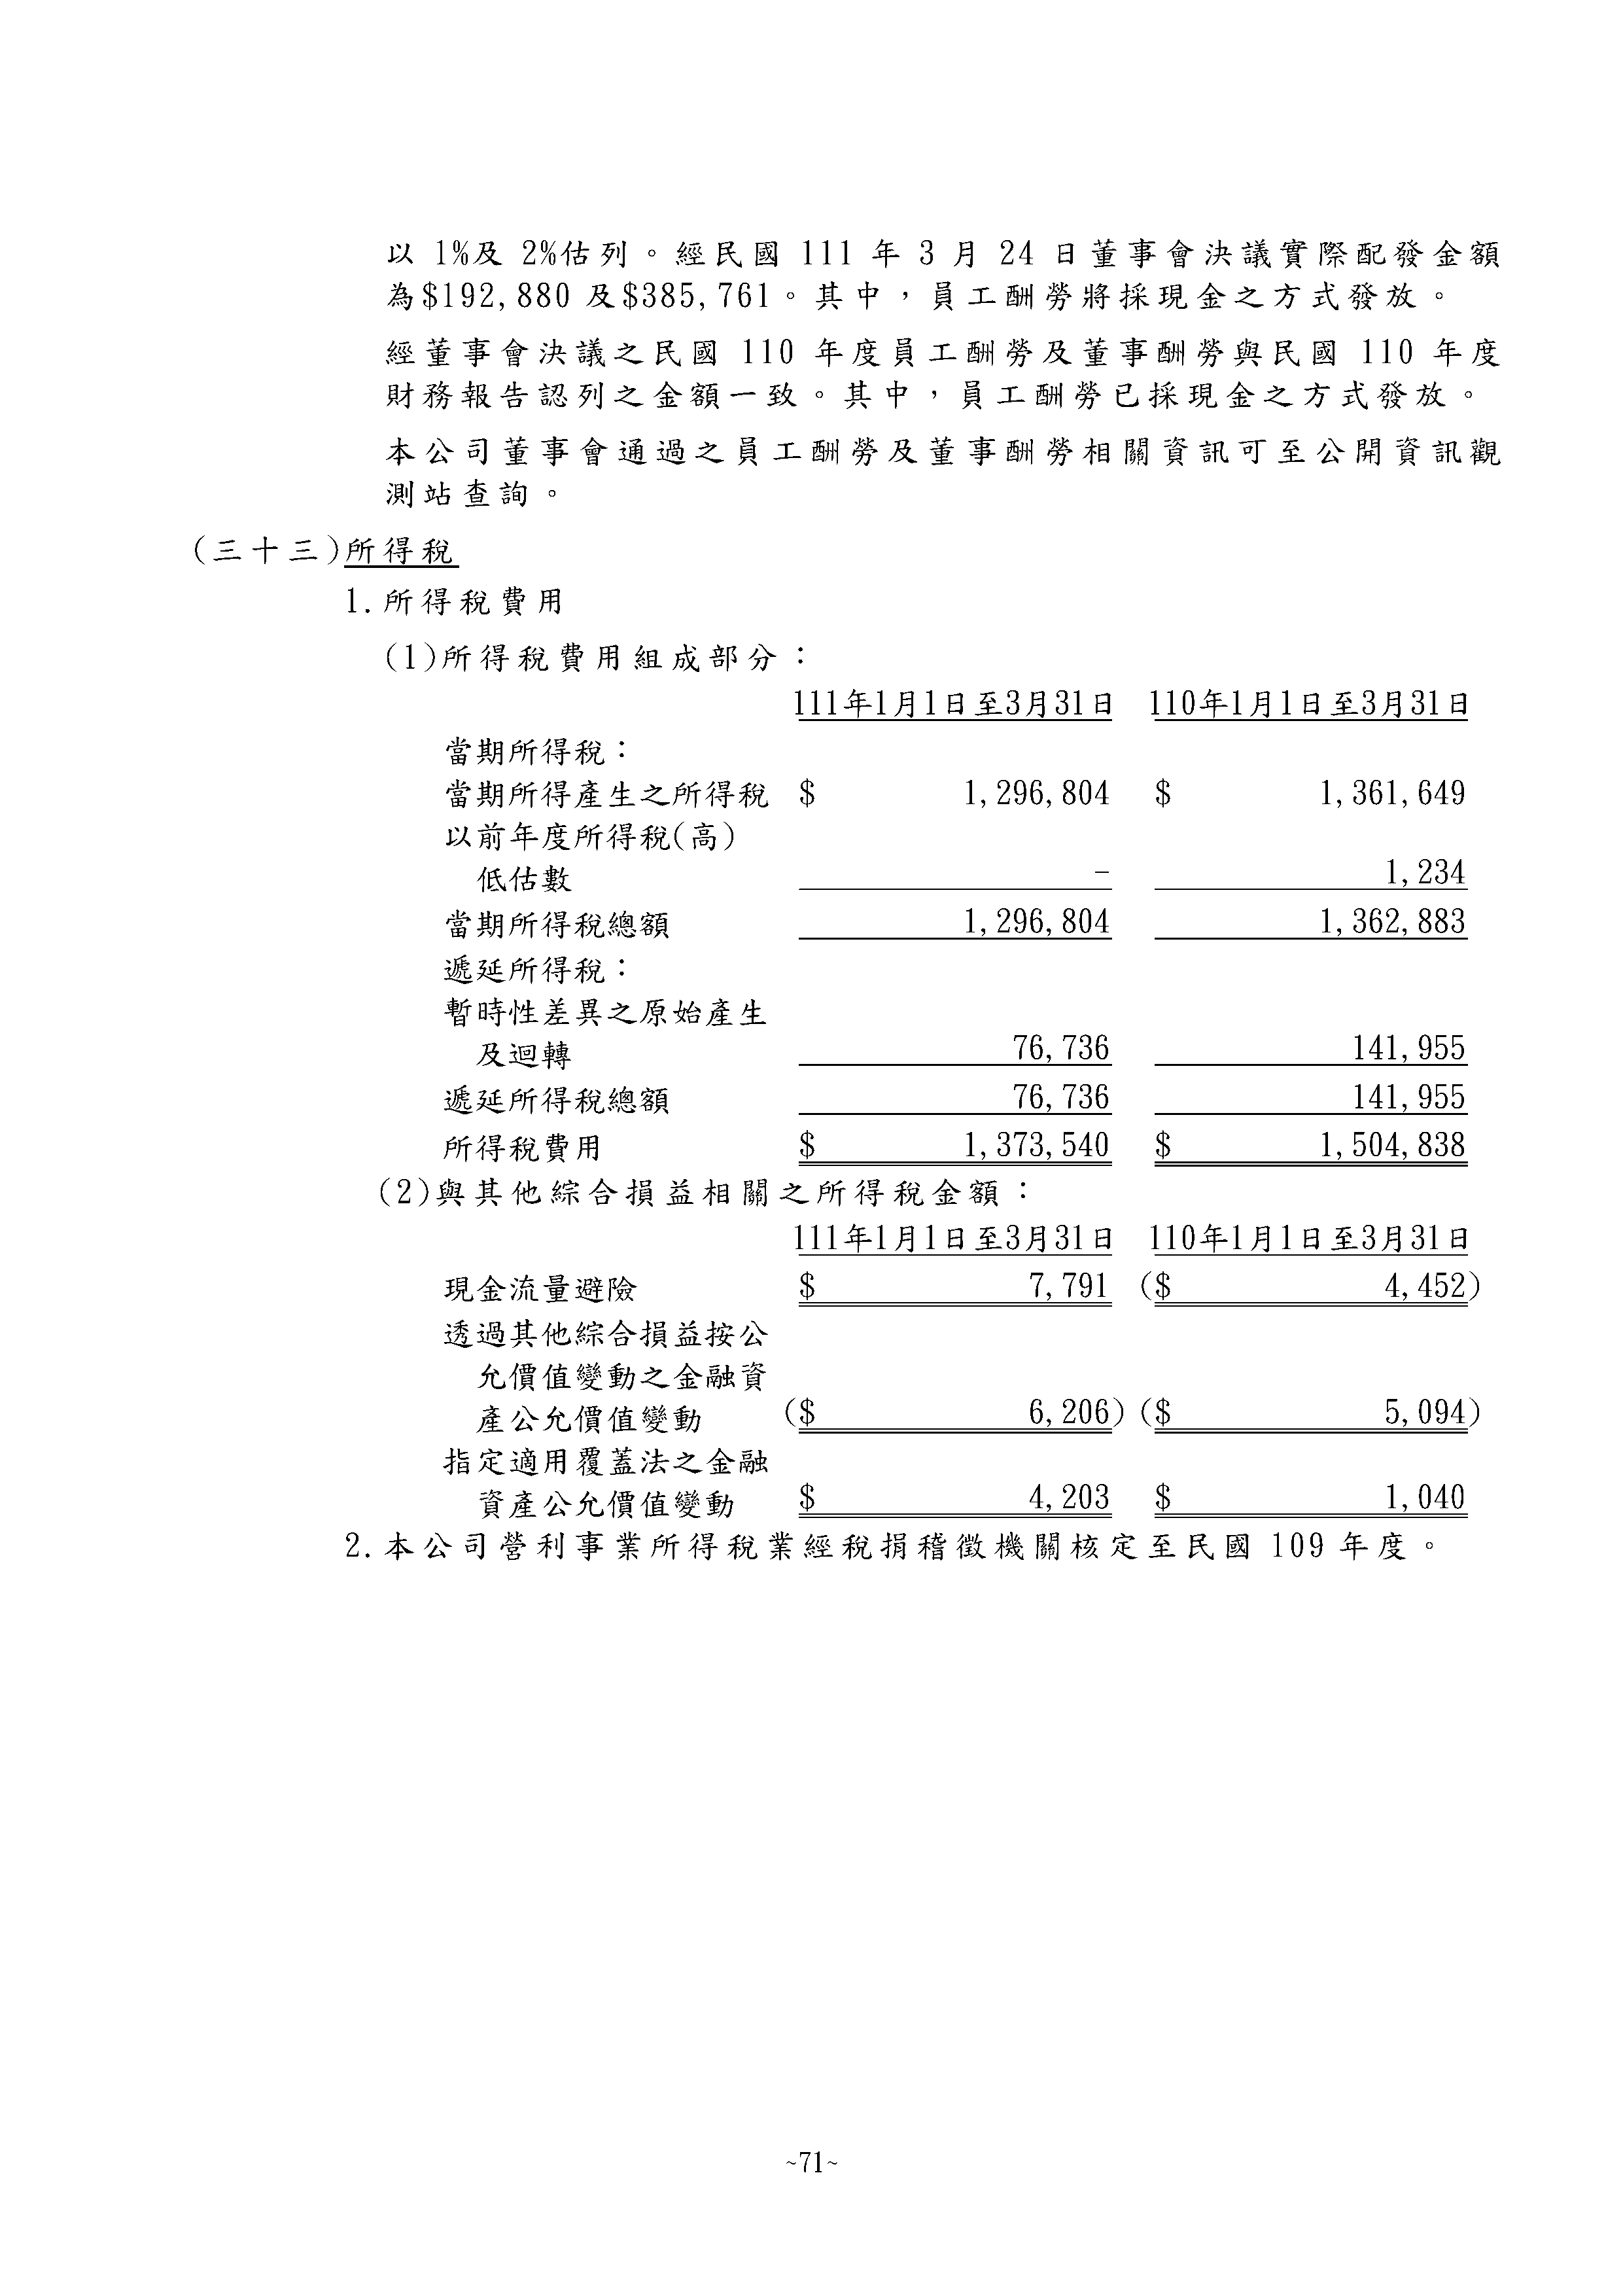 以 1%及 2%估列。經民國 111 年 3 月 24 日董事會決議實際配發金額
為$192,880 及$385,761。其中，員工酬勞將採現金之方式發放。
經董事會決議之民國 110 年度員工酬勞及董事酬勞與民國 110 年度
財務報告認列之金額一致。其中，員工酬勞已採現金之方式發放。
本公司董事會通過之員工酬勞及董事酬勞相關資訊可至公開資訊觀
測站查詢。
(三十三)所得稅
1.所得稅費用
(1)所得稅費用組成部分：
111年1月1日至3月31日 110年1月1日至3月31日
當期所得稅：
當期所得產生之所得稅 $ 1,296,804 $ 1,361,649
以前年度所得稅(高)
低估數 - 1,234
當期所得稅總額 1,296,804 1,362,883
遞延所得稅：
暫時性差異之原始產生
及迴轉 76,736 141,955
遞延所得稅總額 76,736 141,955
所得稅費用 $ 1,373,540 $ 1,504,838
(2)與其他綜合損益相關之所得稅金額：
111年1月1日至3月31日 110年1月1日至3月31日
現金流量避險 $ 7,791 ($ 4,452)
透過其他綜合損益按公
允價值變動之金融資
產公允價值變動 ($ 6,206) ($ 5,094)
指定適用覆蓋法之金融
資產公允價值變動 $ 4,203 $ 1,040
2.本公司營利事業所得稅業經稅捐稽徵機關核定至民國 109 年度。
~71~